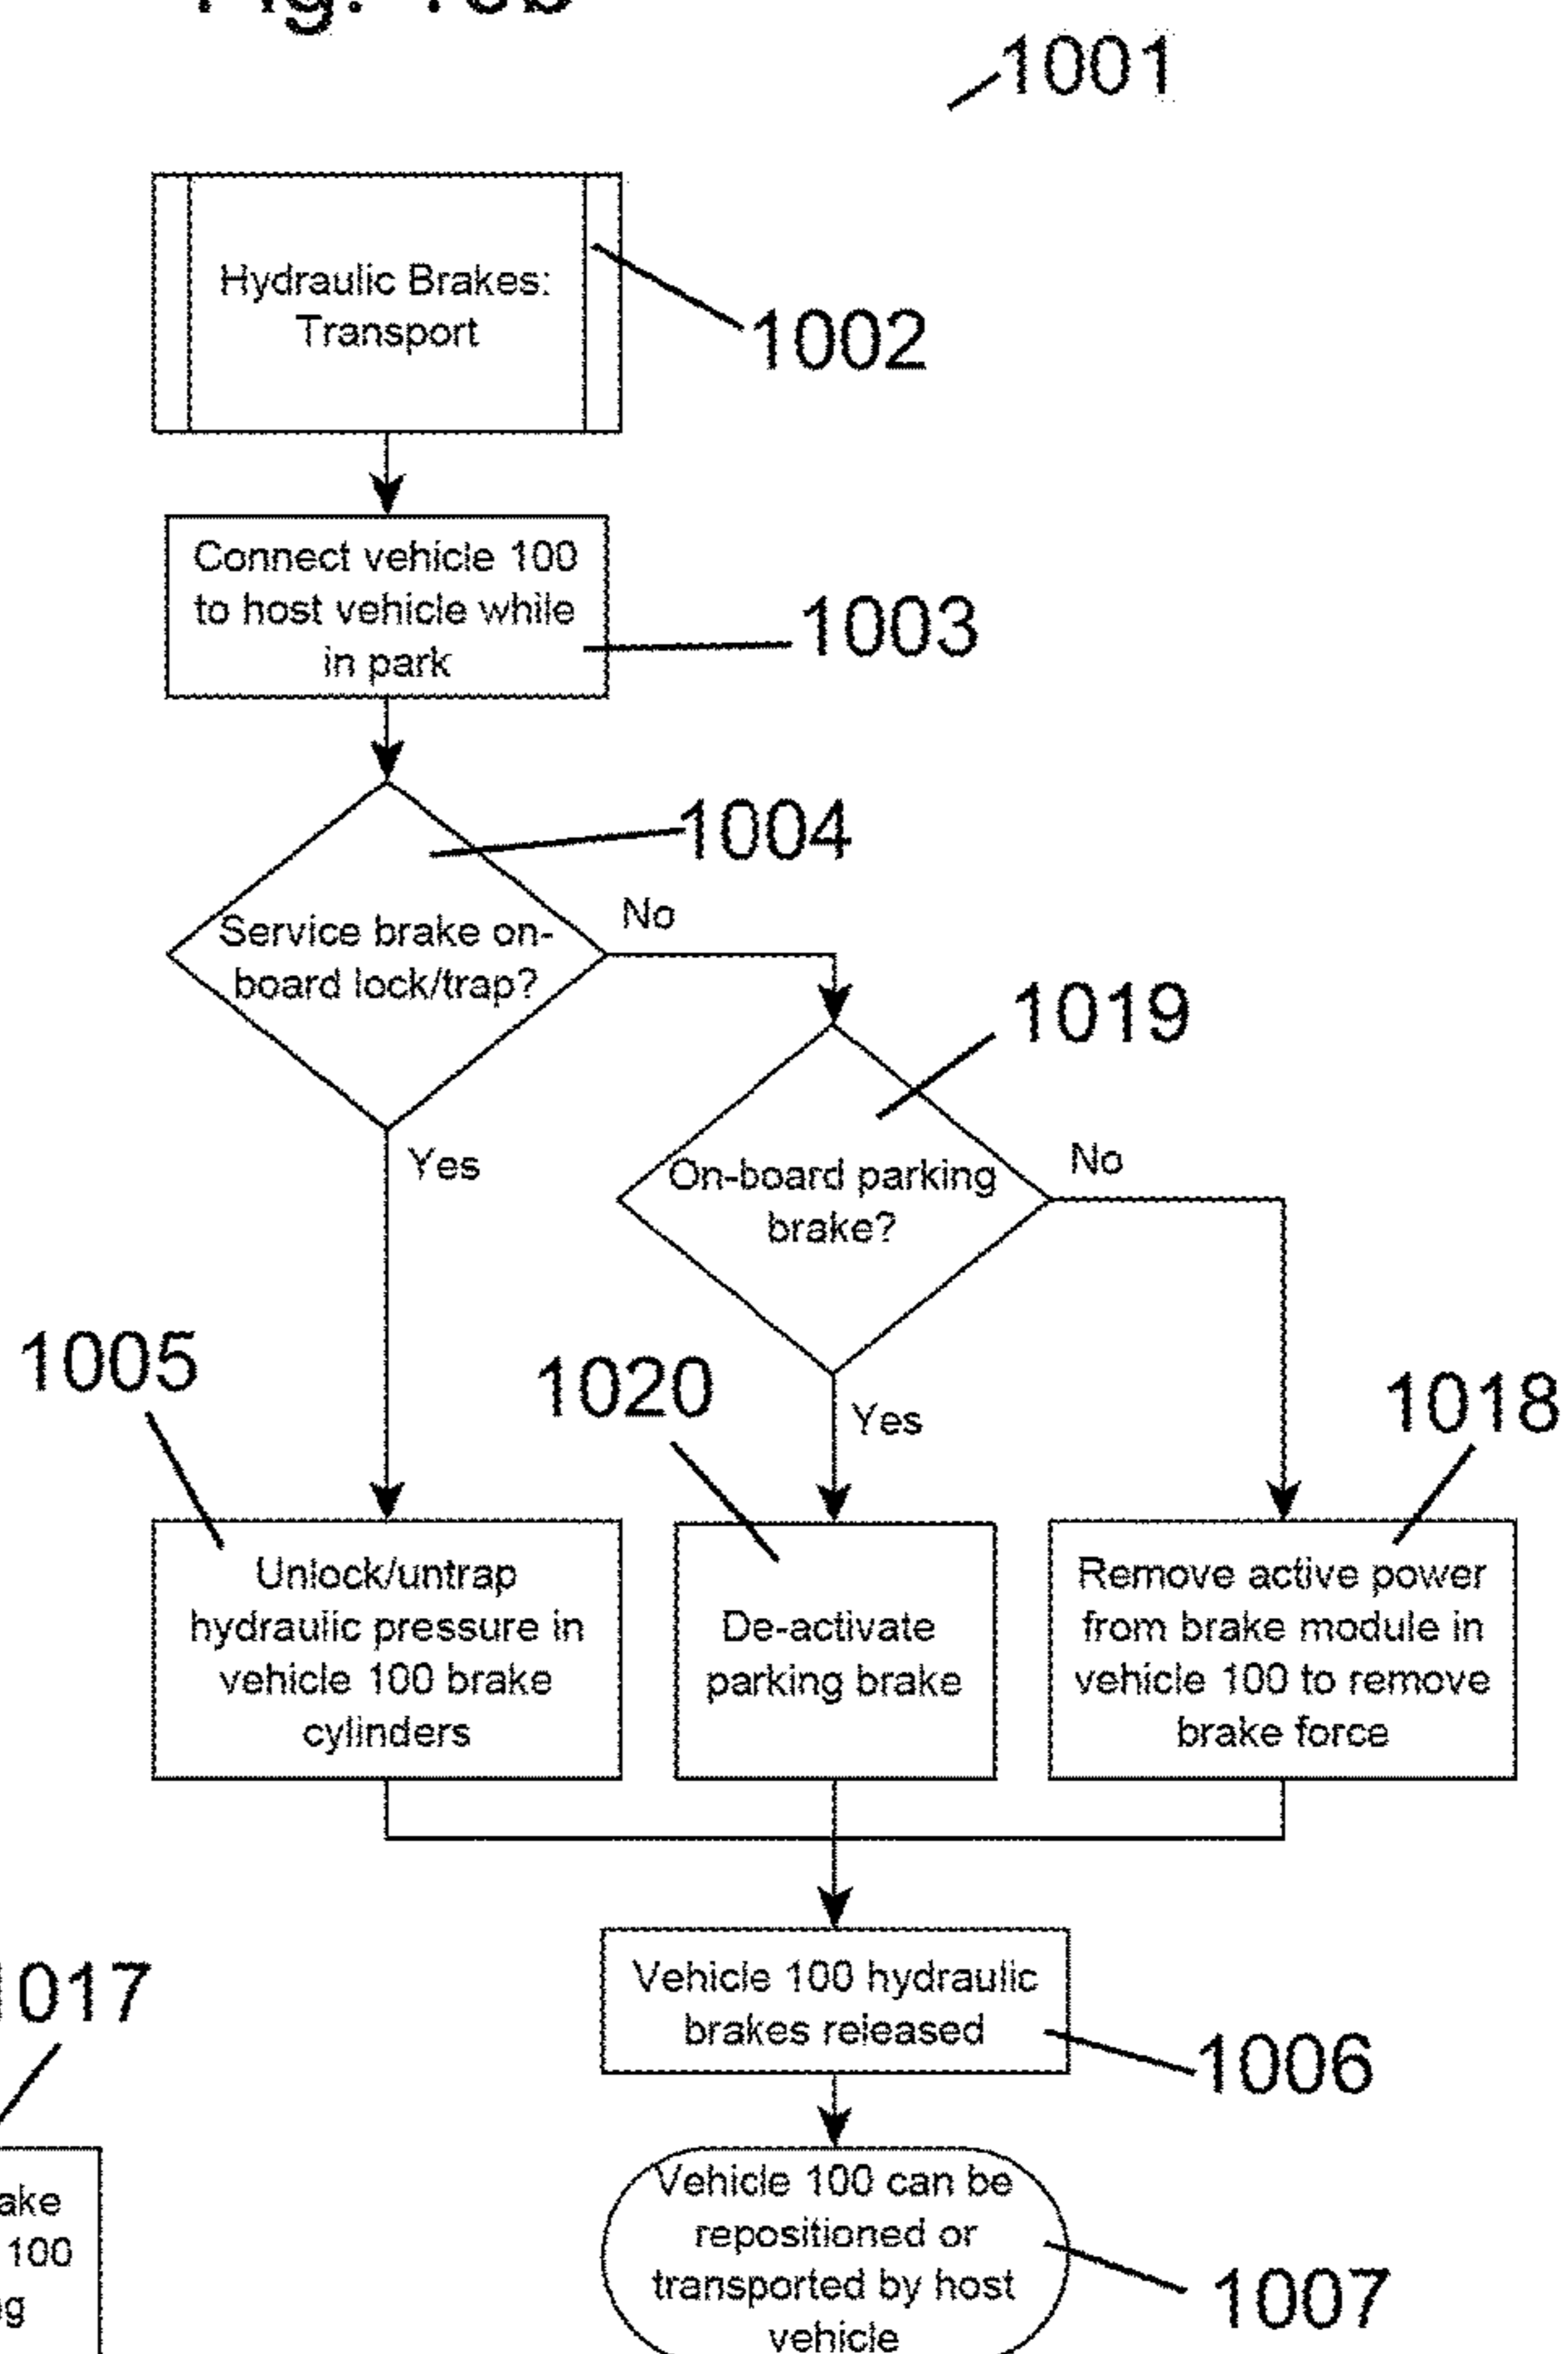 Fig. 10b
1001
Hydraulic Brakes:
Transport
1002
Connect vehicle 100
to host vehicle while
in park
1003
1004
Service brake on-
board lock/trap?
No
Yes
1019
On-board parking
brake?
No
Yes
1005
1020
1018
Unlock/untrap
hydraulic pressure in
vehicle 100 brake
cylinders
De-activate
parking brake
Remove active power
from brake module in
vehicle 100 to remove
brake force
Vehicle 100 hydraulic
brakes released
1006
1017
100
Vehicle 100 can be
repositioned or
transported by host
vehicle
1007